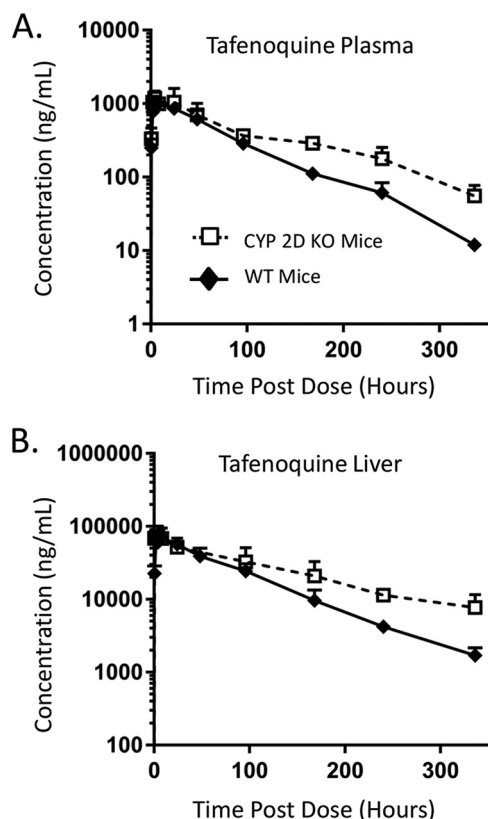 A.
Tafenoquine Plasma
Concentration (ng/mL)
10000
1000
100
10
1
CYP 2D KO Mice
WT Mice
0 100 200 300
Time Post Dose (Hours)
B.
Tafenoquine Liver
Concentration (ng/mL)
1000000
100000
10000
1000
100
0 100 200 300
Time Post Dose (Hours)